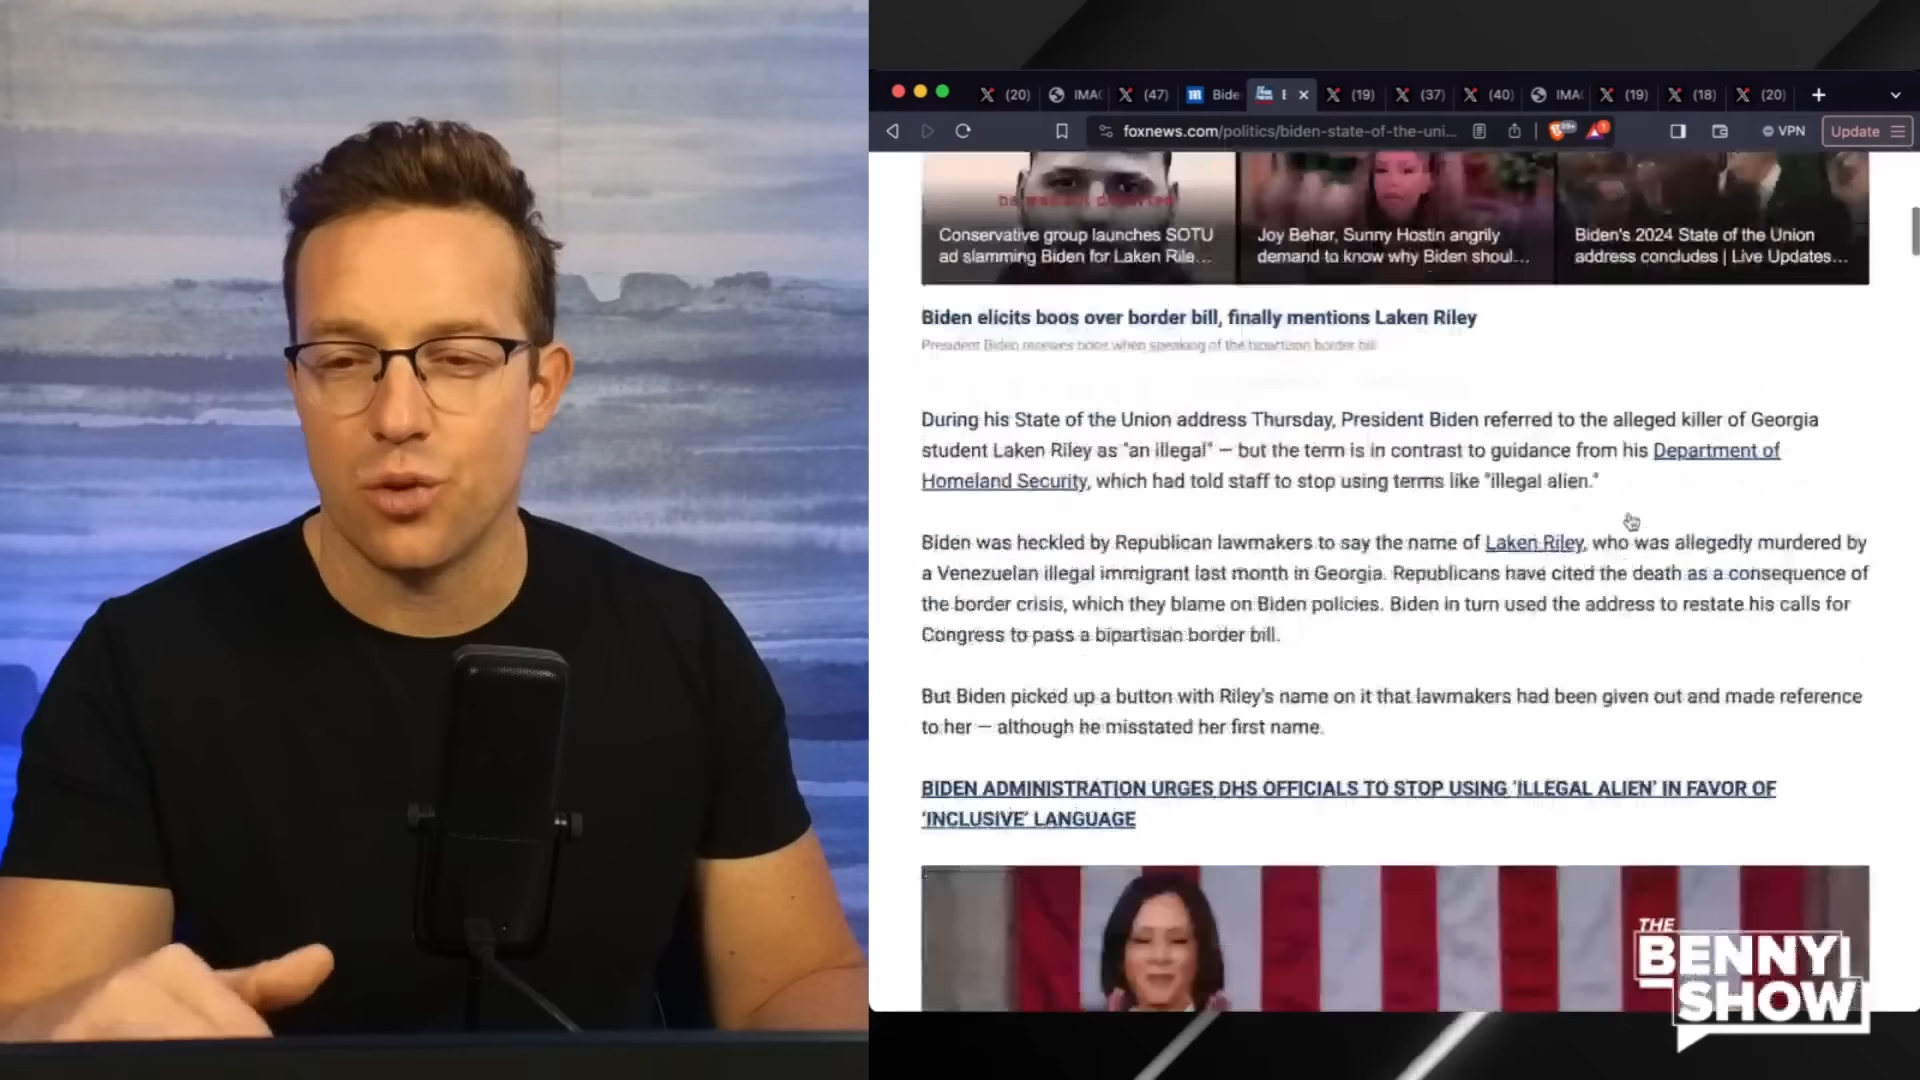 (20)
IMAG
(47)
Bide
(19)
(37)
(40)
IMAG
(19)
(18)
(20)
foxnews.com/politics/biden-state-of-the-uni...
VPN
Update
Conservative group launches SOTU
ad slamming Biden for Laken Rile...
Joy Behar, Sunny Hostin angrily
demand to know why Biden shoul...
Biden's 2024 State of the Union
address concludes | Live Updates...
Biden elicits boos over border bill, finally mentions Laken Riley
President Biden receives boos when speaking of the bipartisan border bill
During his State of the Union address Thursday, President Biden referred to the alleged killer of Georgia
student Laken Riley as "an illegal" — but the term is in contrast to guidance from his Department of
Homeland Security, which had told staff to stop using terms like "illegal alien."
Biden was heckled by Republican lawmakers to say the name of Laken Riley, who was allegedly murdered by
a Venezuelan illegal immigrant last month in Georgia. Republicans have cited the death as a consequence of
the border crisis, which they blame on Biden policies. Biden in turn used the address to restate his calls for
Congress to pass a bipartisan border bill.
But Biden picked up a button with Riley's name on it that lawmakers had been given out and made reference
to her — although he misstated her first name.
BIDEN ADMINISTRATION URGES DHS OFFICIALS TO STOP USING 'ILLEGAL ALIEN' IN FAVOR OF
'INCLUSIVE' LANGUAGE
THE
BENNY
SHOW